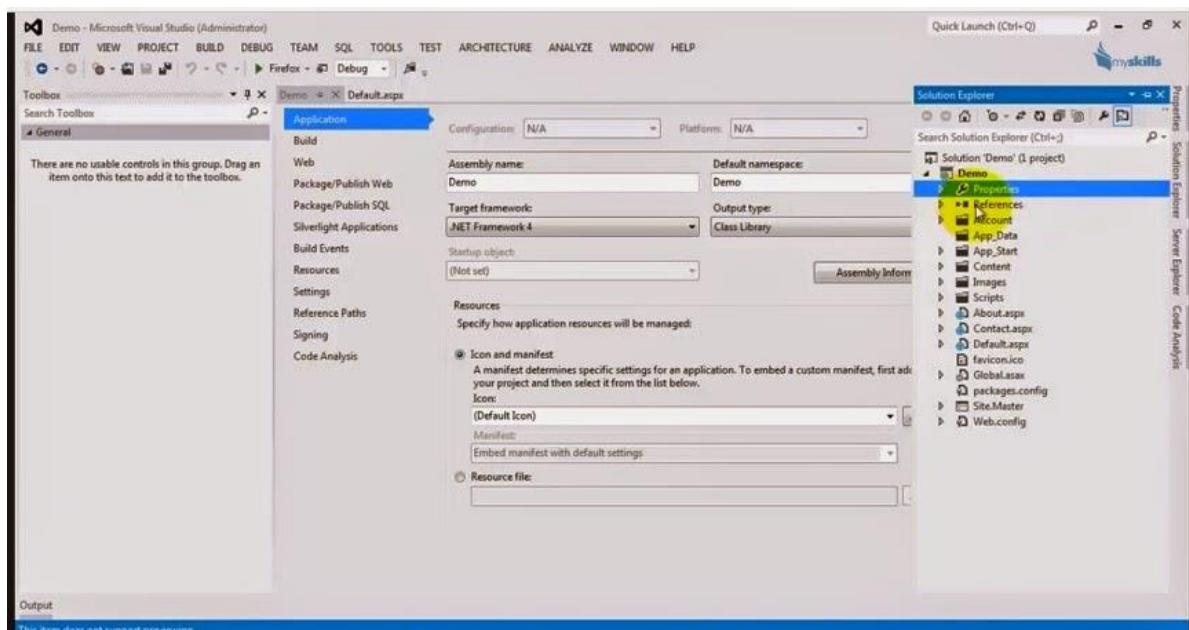 Demo - Microsoft Visual Studio (Administrator)
Quick Launch (Ctrl+Q)
FILE EDIT VIEW PROJECT BUILD DEBUG TEAM SQL TOOLS TEST ARCHITECTURE ANALYZE WINDOW HELP
Firefox
Debug
myskills
Toolbox
Search Toolbox
General
There are no usable controls in this group. Drag an
item onto this text to add it to the toolbox.
Demo
Default.aspx
Application
Build
Web
Package/Publish Web
Package/Publish SQL
Silverlight Applications
Build Events
Resources
Settings
Reference Paths
Signing
Code Analysis
Configuration: N/A
Platform: N/A
Assembly name:
Default namespace:
Demo
Demo
Target framework:
Output type:
.NET Framework 4
Class Library
Startup object:
(Not set)
Assembly Inform
Resources
Specify how application resources will be managed:
Icon and manifest
A manifest determines specific settings for an application. To embed a custom manifest, first add
your project and then select it from the list below.
Icon:
(Default Icon)
Manifest:
Embed manifest with default settings
Resource file:
Solution Explorer
Search Solution Explorer (Ctrl+;)
Solution 'Demo' (1 project)
Demo
Properties
References
Account
App_Data
App_Start
Content
Images
Scripts
About.aspx
Contact.aspx
Default.aspx
favicon.ico
Global.asax
packages.config
Site.Master
Web.config
Properties
Solution Explorer
Server Explorer
Code Analysis
Output
This item does not support previewing